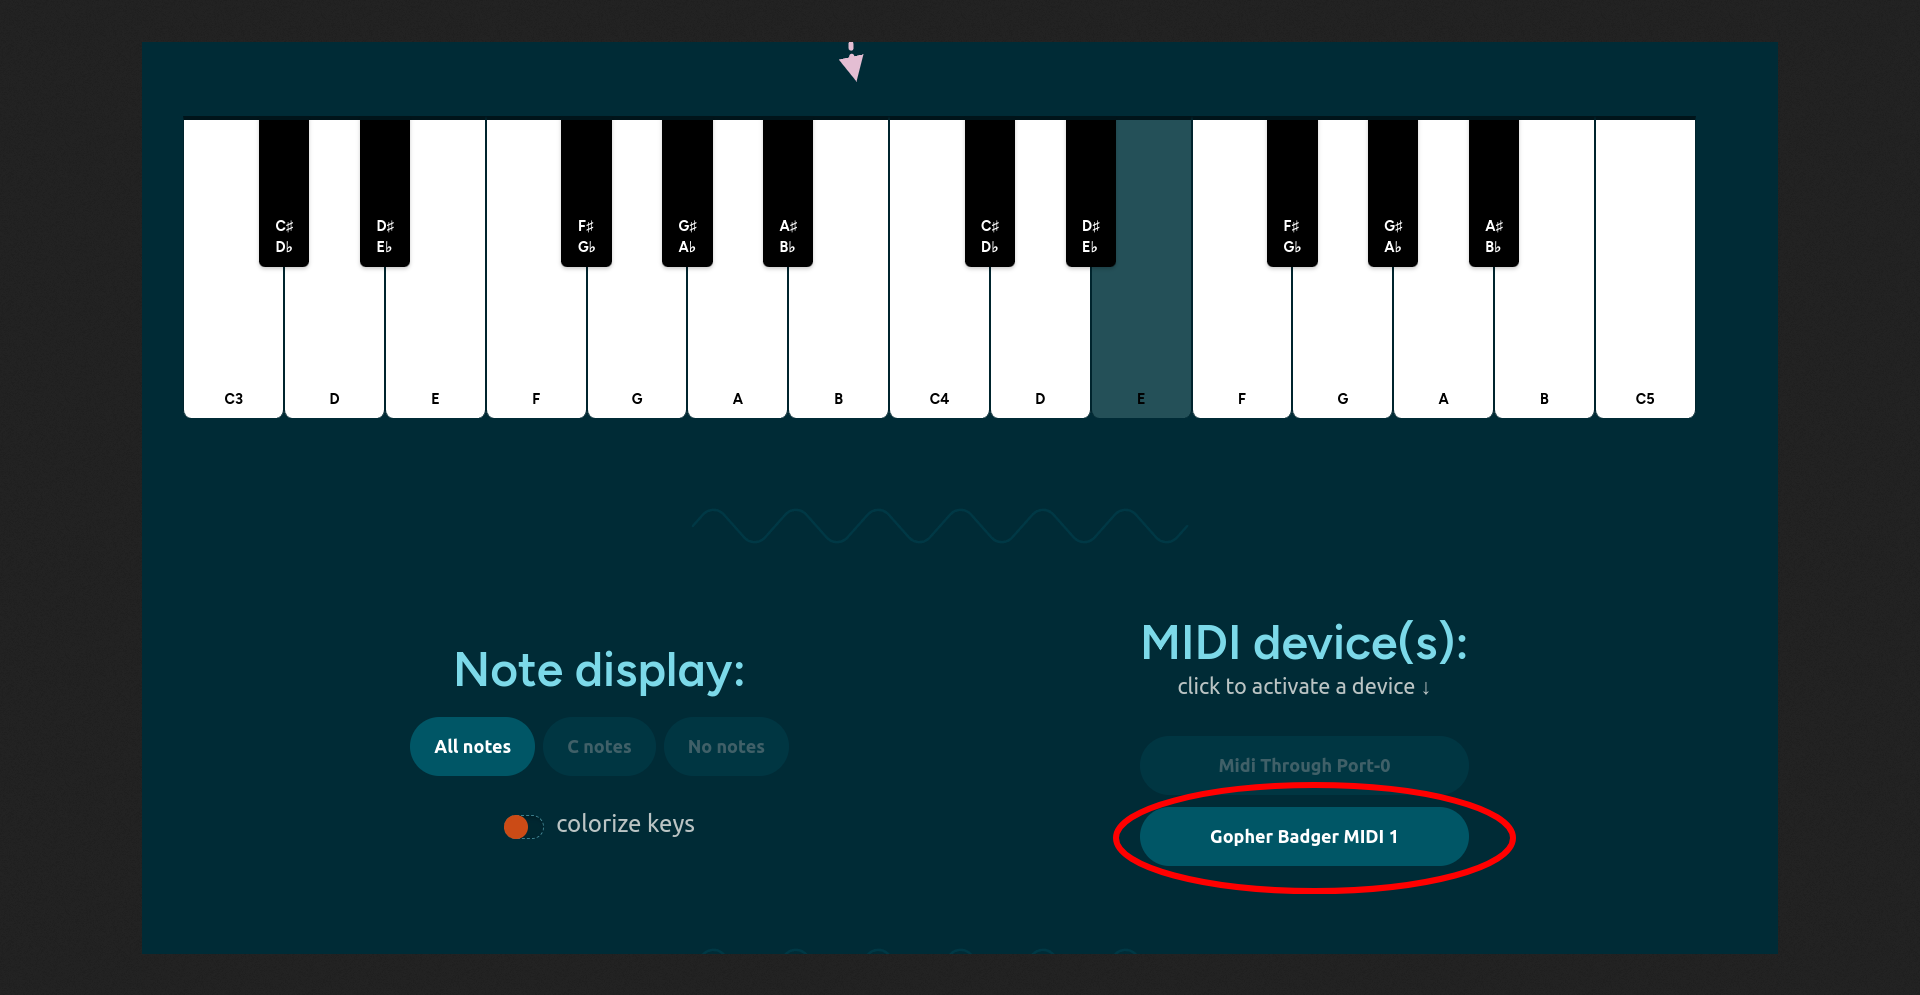 C♯ D♯ F♯ G♯ A♯ C♯ D♯ F♯ G♯ A♯
D♭ E♭ G♭ A♭ B♭ D♭ E♭ G♭ A♭ B♭
C3 D E F G A B C4 D E F G A B C5
Note display:
All notes C notes No notes
colorize keys
MIDI device(s):
click to activate a device ↓
Midi Through Port-0
Gopher Badger MIDI 1